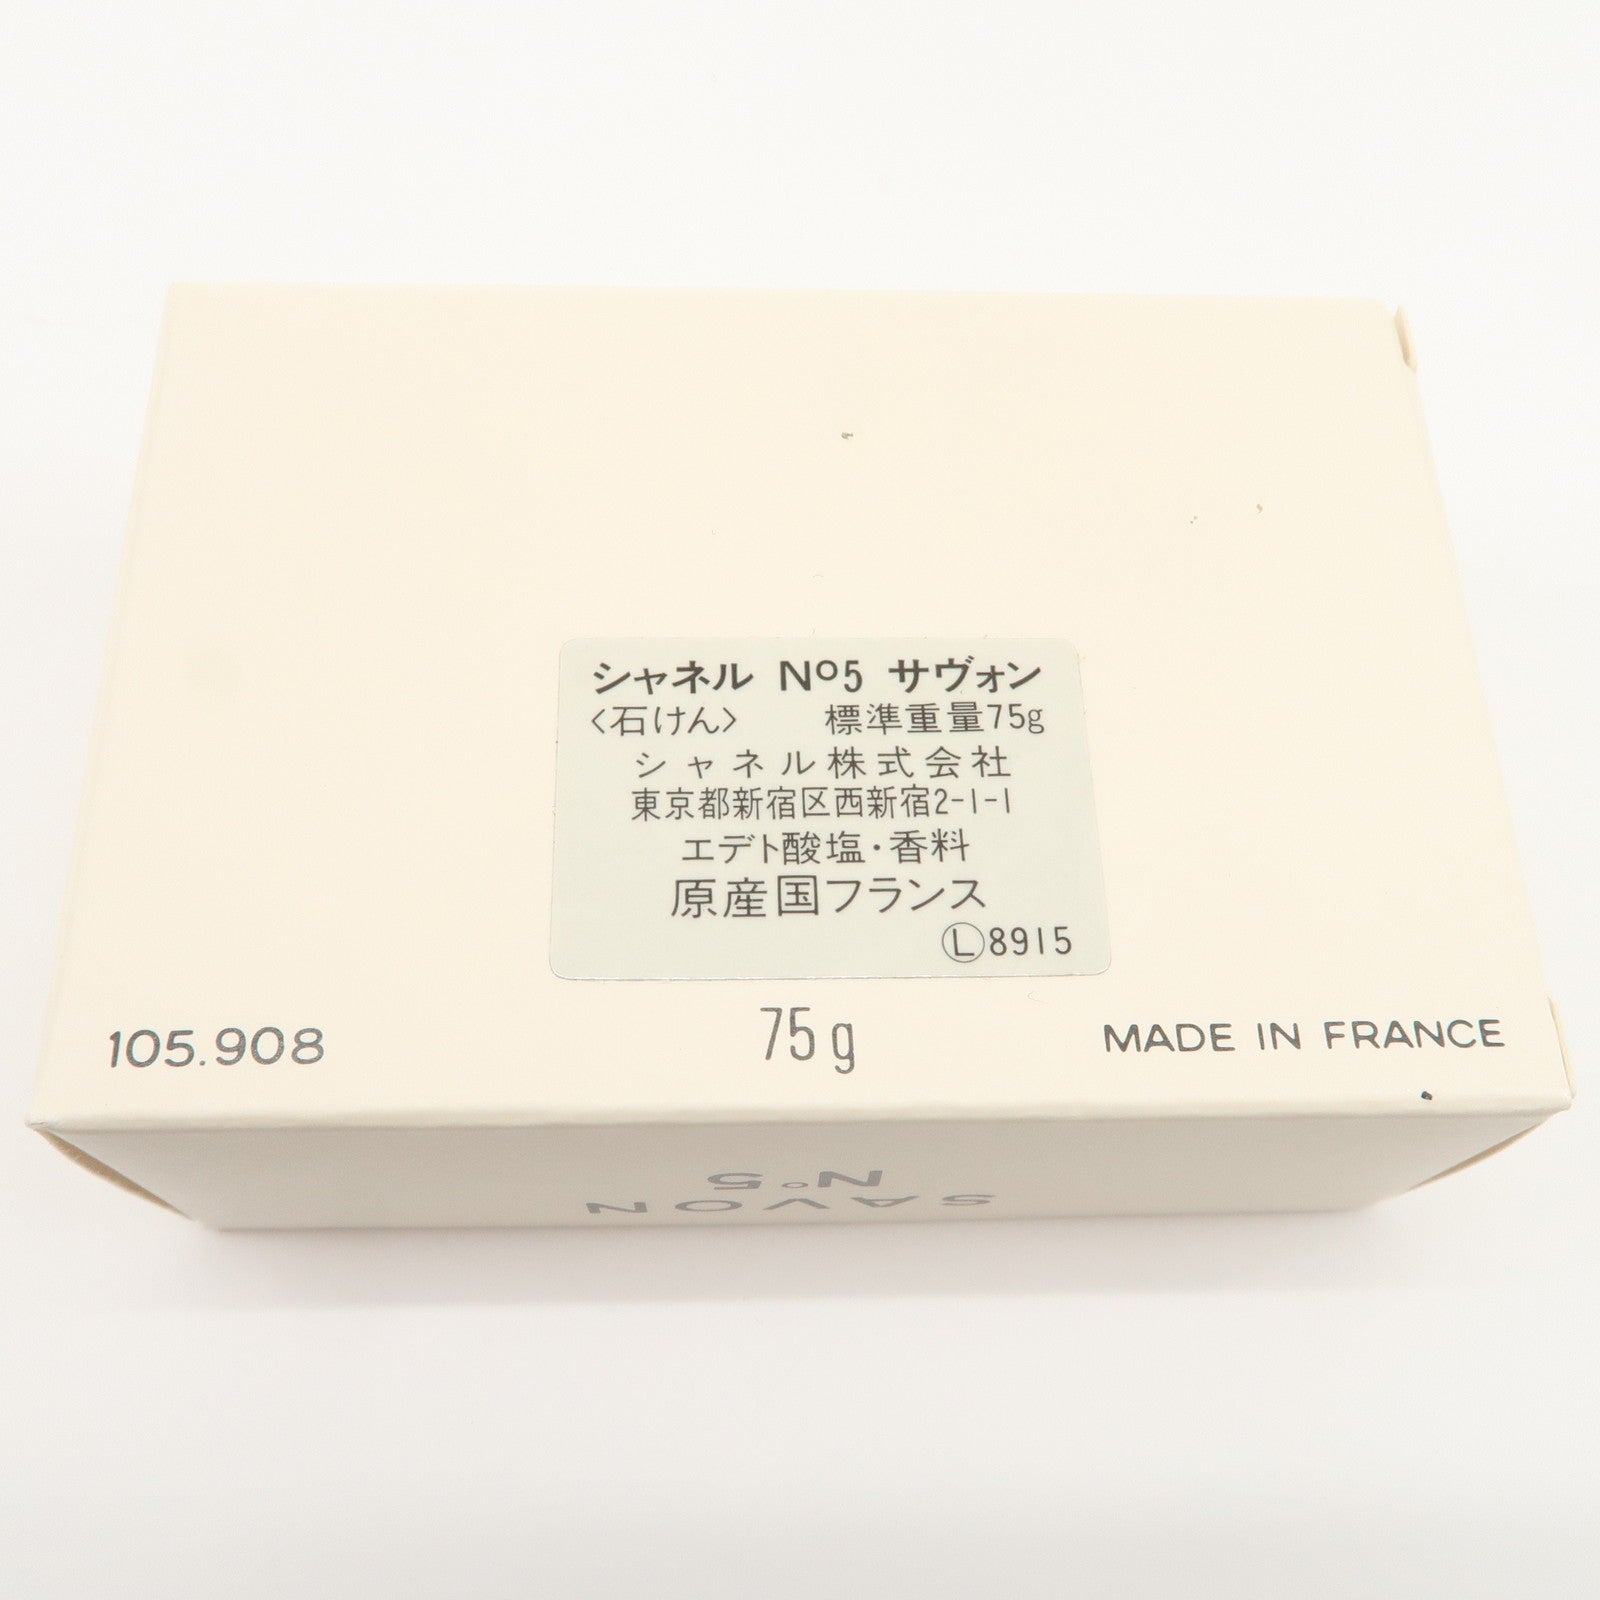 シャネル Nº5 サヴォン
〈石けん〉 標準重量75g
シャネル株式会社
東京都新宿区西新宿2-1-1
エデト酸塩・香料
原産国フランス
Ⓛ8915
105.908 75g MADE IN FRANCE
SAVON
N°5